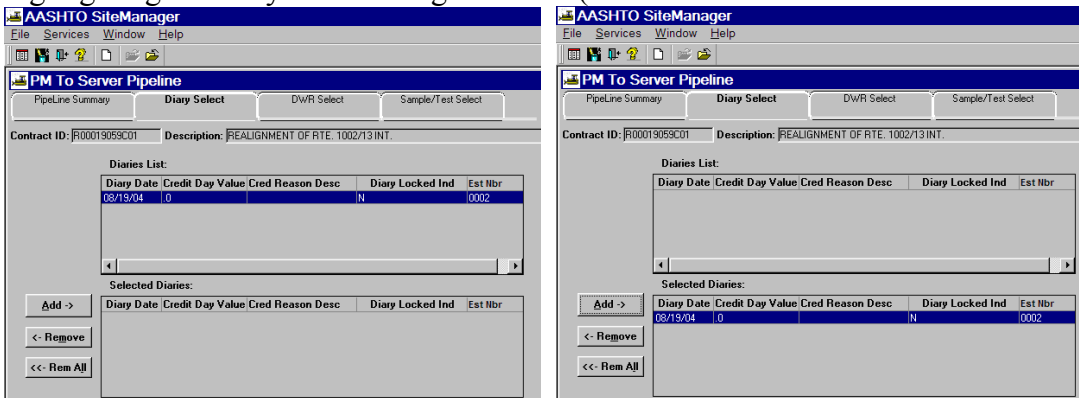 AASHTO SiteManager
File Services Window Help
PM To Server Pipeline
PipeLine Summary Diary Select DWR Select Sample/Test Select
Contract ID: R00019059C01 Description: REALIGNMENT OF RTE. 1002/13 INT.
Diaries List:
Diary Date Credit Day Value Cred Reason Desc Diary Locked Ind Est Nbr
08/19/04 .0 N 0002
Selected Diaries:
Add -> Diary Date Credit Day Value Cred Reason Desc Diary Locked Ind Est Nbr
<- Remove
<<- Rem All
AASHTO SiteManager
File Services Window Help
PM To Server Pipeline
PipeLine Summary Diary Select DWR Select Sample/Test Select
Contract ID: R00019059C01 Description: REALIGNMENT OF RTE. 1002/13 INT.
Diaries List:
Diary Date Credit Day Value Cred Reason Desc Diary Locked Ind Est Nbr
Selected Diaries:
Add -> Diary Date Credit Day Value Cred Reason Desc Diary Locked Ind Est Nbr
08/19/04 .0 N 0002
<- Remove
<<- Rem All